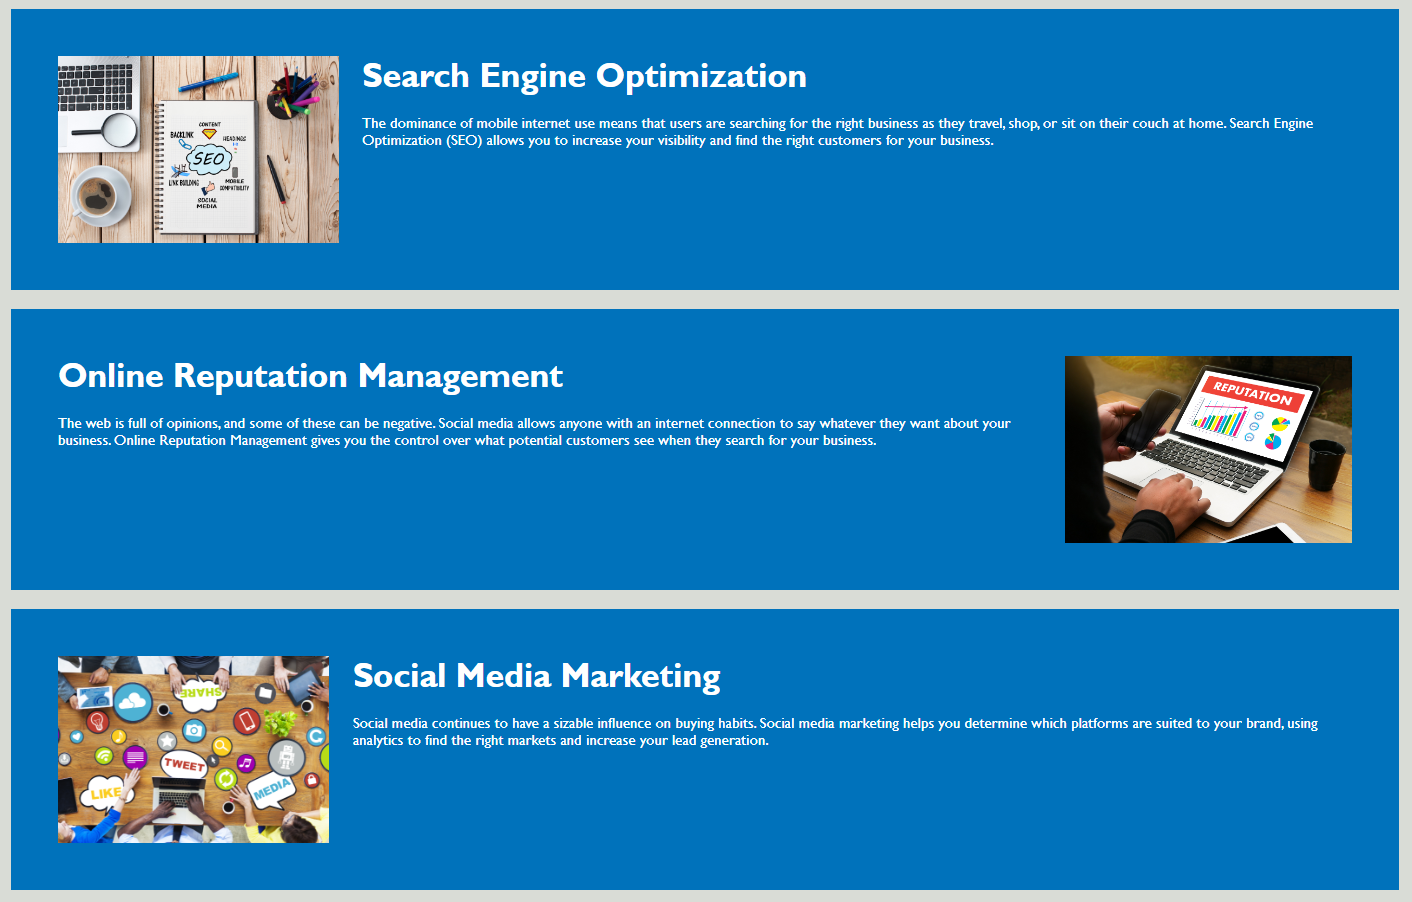 CONTENT
BACKLINK
HEADINGS
SEO
LINK BUILDING
MOBILE
COMPATIBILITY
SOCIAL
MEDIA
Search Engine Optimization
The dominance of mobile internet use means that users are searching for the right business as they travel, shop, or sit on their couch at home. Search Engine
Optimization (SEO) allows you to increase your visibility and find the right customers for your business.
Online Reputation Management
The web is full of opinions, and some of these can be negative. Social media allows anyone with an internet connection to say whatever they want about your
business. Online Reputation Management gives you the control over what potential customers see when they search for your business.
REPUTATION
SHARE
TWEET
LIKE
MEDIA
Social Media Marketing
Social media continues to have a sizable influence on buying habits. Social media marketing helps you determine which platforms are suited to your brand, using
analytics to find the right markets and increase your lead generation.